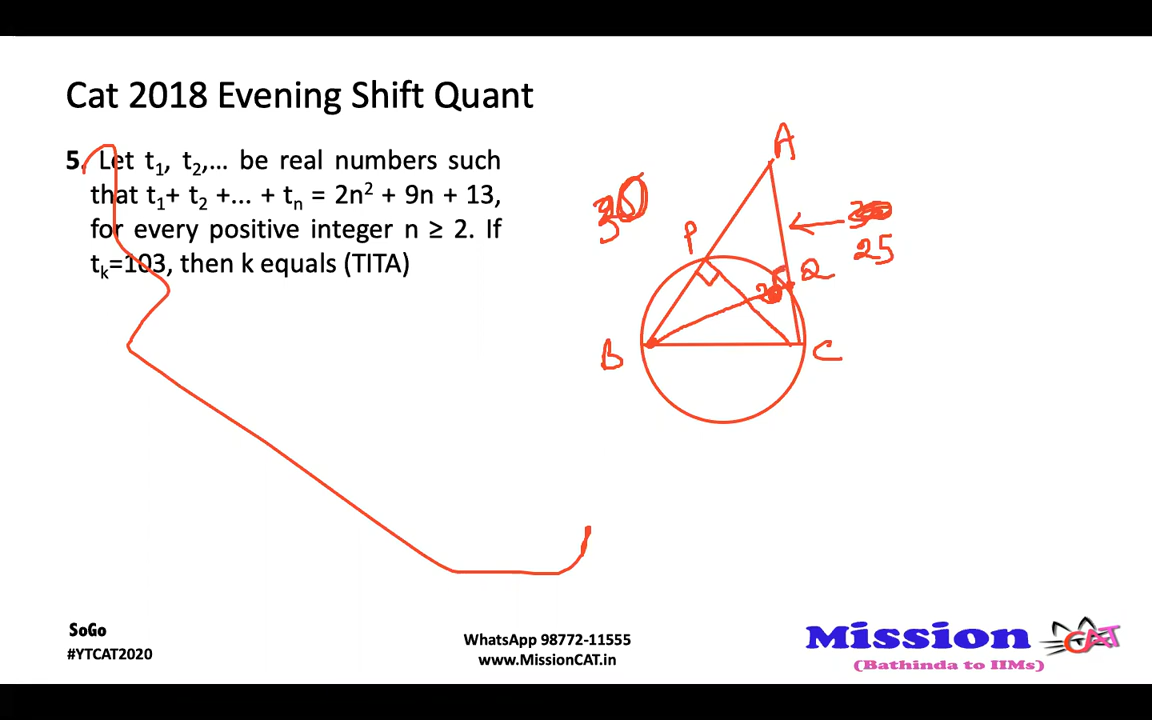 Cat 2018 Evening Shift Quant
5. Let t₁, t₂,... be real numbers such
that t₁+ t₂ +... + tₙ = 2n² + 9n + 13,
for every positive integer n ≥ 2. If
tₖ=103, then k equals (TITA)
A
30
P
25
Q
B
C
SoGo
#YTCAT2020
WhatsApp 98772-11555
www.MissionCAT.in
Mission CAT
(Bathinda to IIMs)